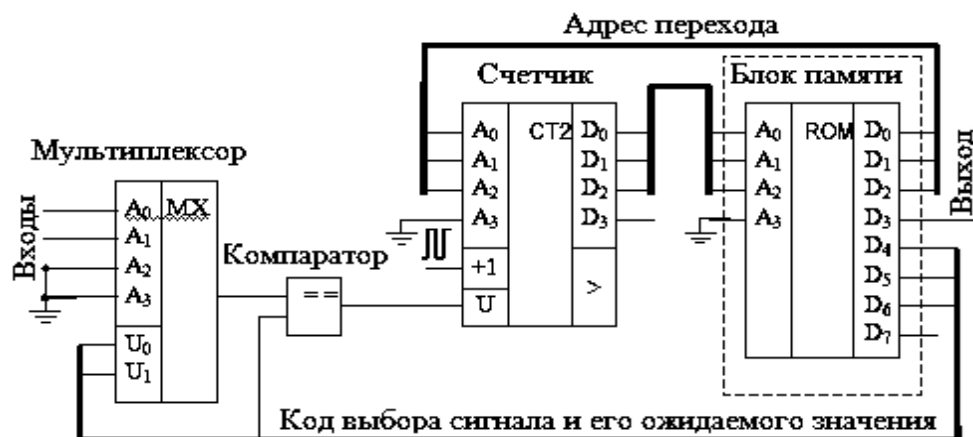 Адрес перехода
Счетчик
Блок памяти
Мультиплексор
Компаратор
Входы
Выход
A0 MX
A1
A2
A3
U0
U1
==
A0 CT2 D0
A1 D1
A2 D2
A3 D3
+1
U
>
A0 ROM D0
A1 D1
A2 D2
A3 D3
D4
D5
D6
D7
Код выбора сигнала и его ожидаемого значения